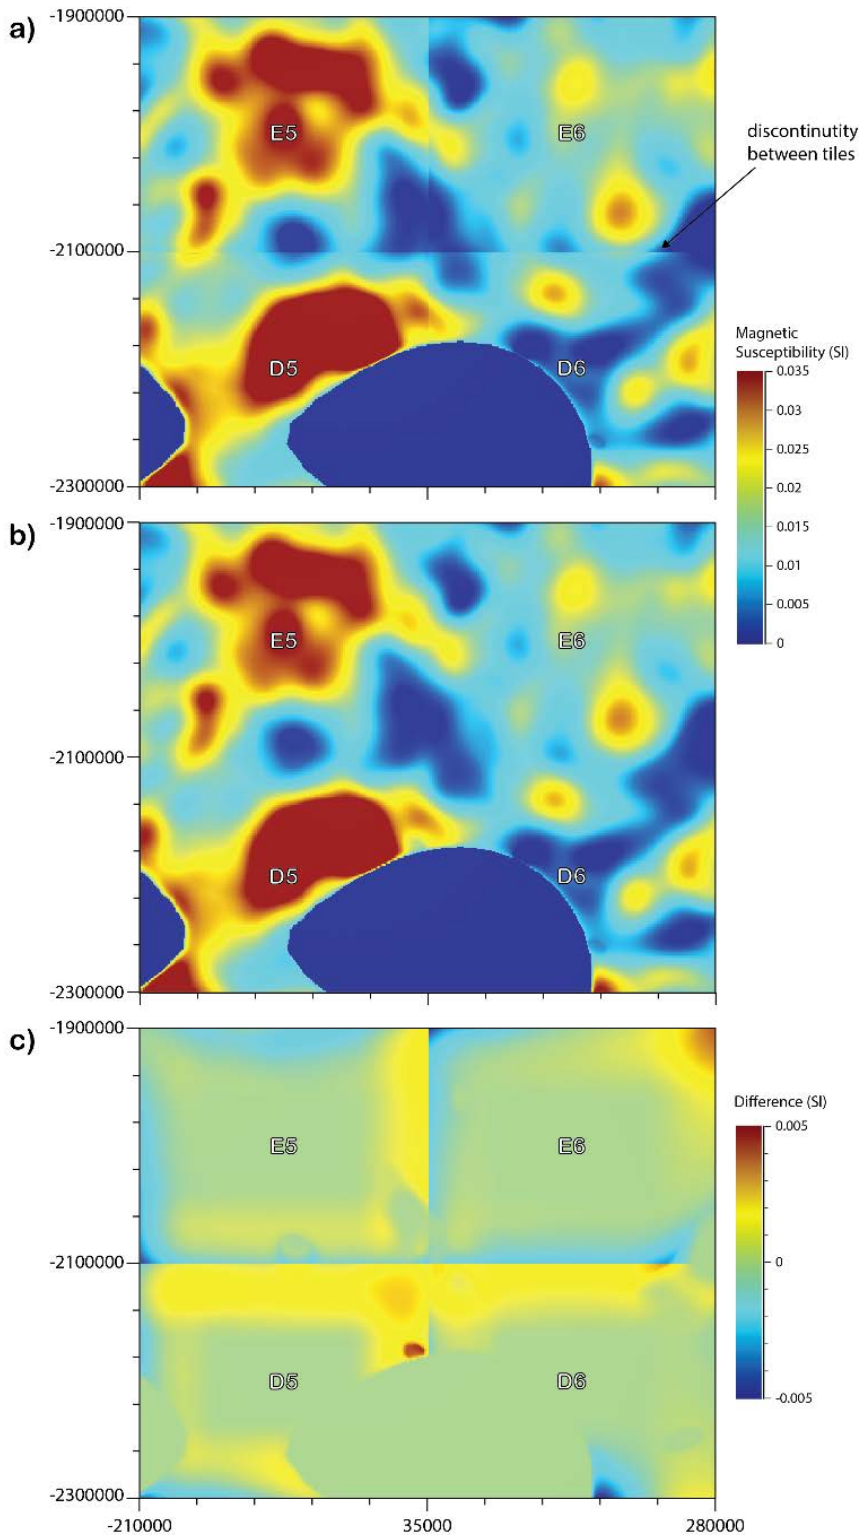 a)
-1900000
E5
E6
discontinutity
between tiles
-2100000
D5
D6
-2300000
Magnetic
Susceptibility (SI)
0.035
0.03
0.025
0.02
0.015
0.01
0.005
0
b)
-1900000
E5
E6
-2100000
D5
D6
-2300000
c)
-1900000
E5
E6
-2100000
D5
D6
-2300000
-210000
35000
280000
Difference (SI)
0.005
0
-0.005